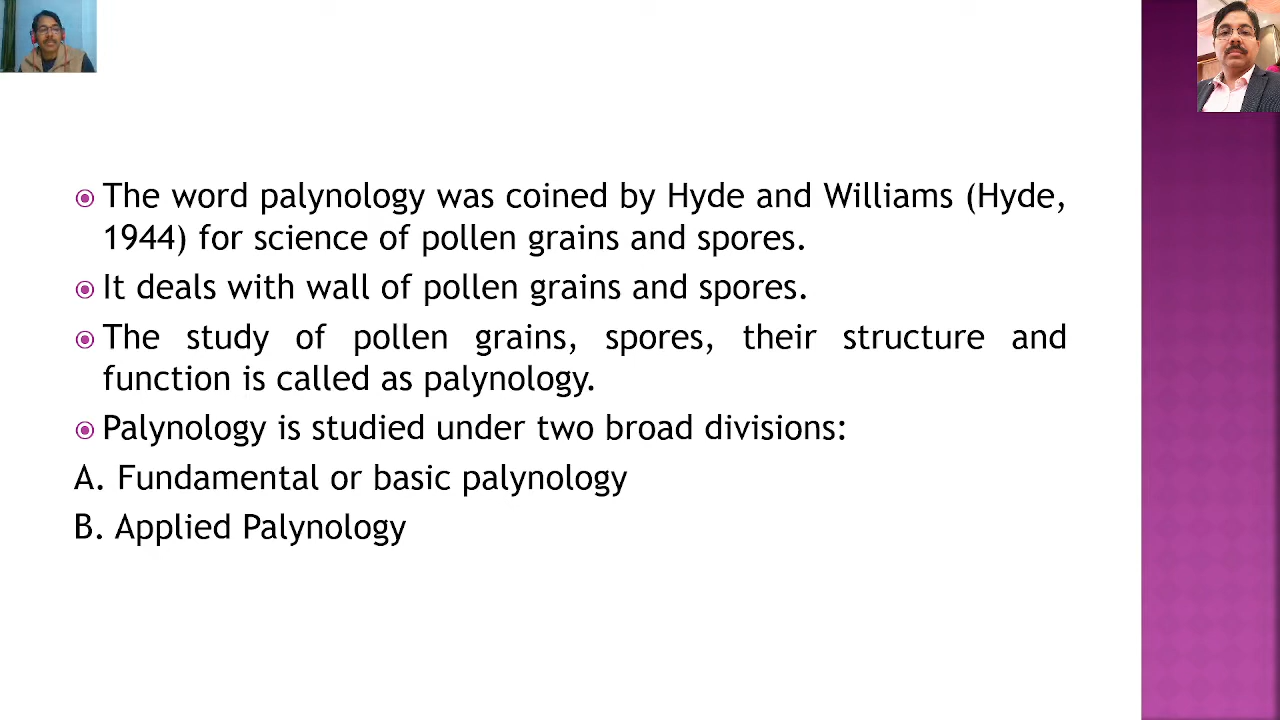 The word palynology was coined by Hyde and Williams (Hyde,
1944) for science of pollen grains and spores.
It deals with wall of pollen grains and spores.
The study of pollen grains, spores, their structure and
function is called as palynology.
Palynology is studied under two broad divisions:
A. Fundamental or basic palynology
B. Applied Palynology